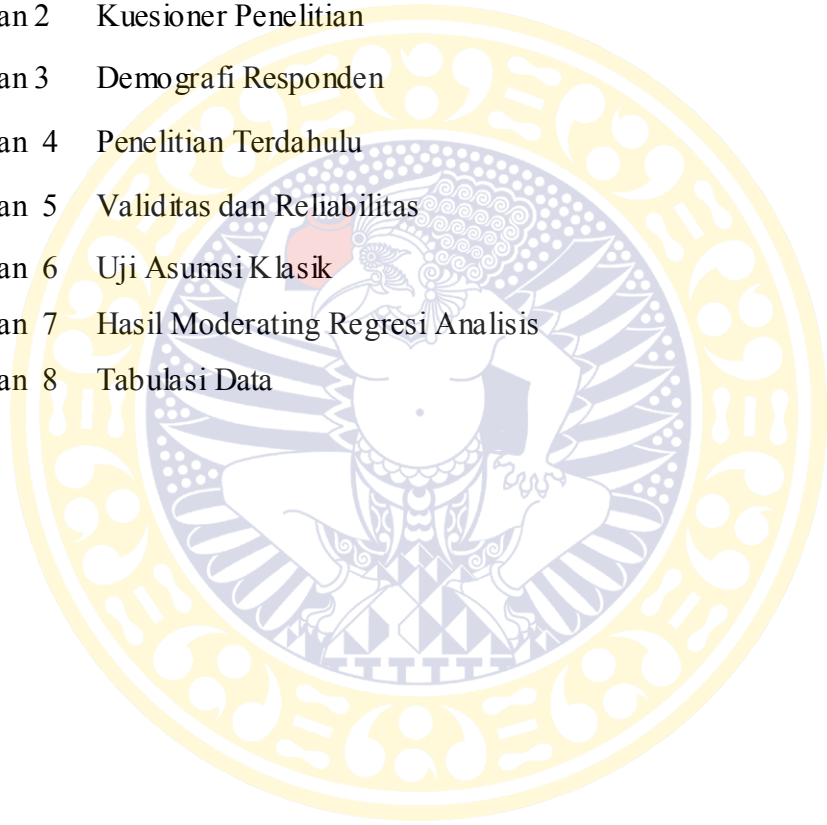 an 2 Kuesioner Penelitian
an 3 Demografi Responden
an 4 Penelitian Terdahulu
an 5 Validitas dan Reliabilitas
an 6 Uji Asumsi Klasik
an 7 Hasil Moderating Regresi Analisis
an 8 Tabulasi Data